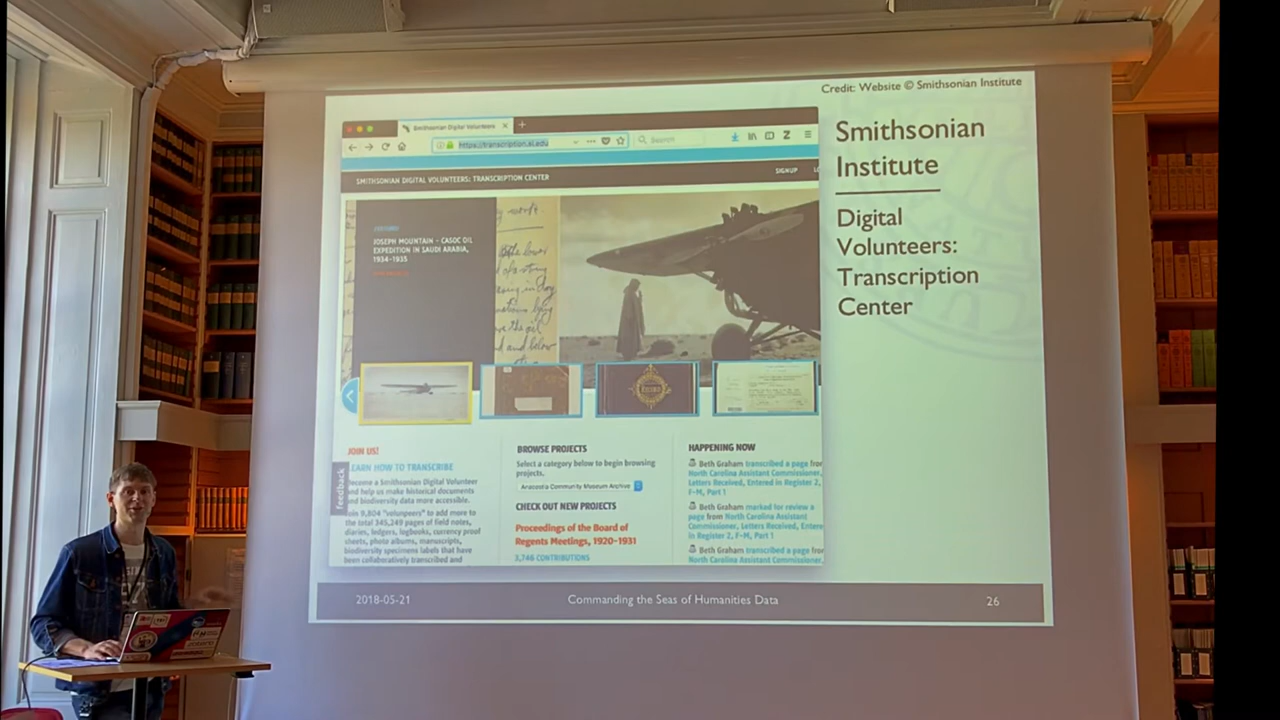 Credit: Website © Smithsonian Institute
Smithsonian Digital Volunteers
https://transcription.si.edu
Search
SMITHSONIAN DIGITAL VOLUNTEERS: TRANSCRIPTION CENTER
SIGNUP
JOSEPH MOUNTAIN - CASOC OIL
EXPEDITION IN SAUDI ARABIA,
1934-1935
JOIN US!
LEARN HOW TO TRANSCRIBE
Become a Smithsonian Digital Volunteer
and help us make historical documents
and biodiversity data more accessible.
Join 9,804 "volunpeers" to add more to
the total 345,249 pages of field notes,
diaries, ledgers, logbooks, currency proof
sheets, photo albums, manuscripts,
biodiversity specimens labels that have
been collaboratively transcribed and
feedback
BROWSE PROJECTS
Select a category below to begin browsing
projects.
Anacostia Community Museum Archive
CHECK OUT NEW PROJECTS
Proceedings of the Board of
Regents Meetings, 1920-1931
3,746 CONTRIBUTIONS
HAPPENING NOW
Beth Graham transcribed a page from
North Carolina Assistant Commissioner,
Letters Received, Entered in Register 2,
F-M, Part 1
Beth Graham marked for review a
page from North Carolina Assistant
Commissioner, Letters Received, Entere
in Register 2, F-M, Part 1
Beth Graham transcribed a page from
North Carolina Assistant Commissioner,
Smithsonian
Institute
Digital
Volunteers:
Transcription
Center
2018-05-21
Commanding the Seas of Humanities Data
26